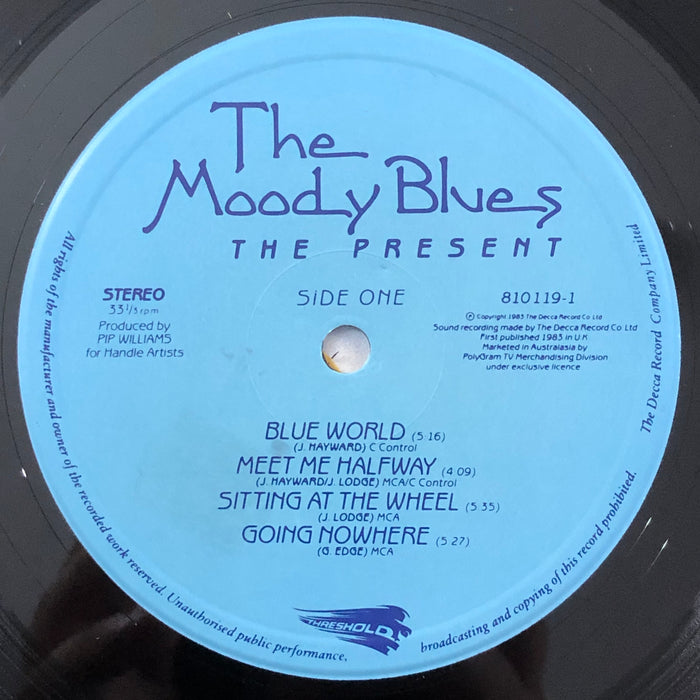 The
Moody Blues
THE PRESENT
STEREO
33 1/3 rpm
Produced by
PIP WILLIAMS
for Handle Artists
SIDE ONE
810119-1
℗ Copyright 1983 The Decca Record Co Ltd
Sound recording made by The Decca Record Co Ltd
First published 1983 in U.K
Marketed in Australasia by
PolyGram TV Merchandising Division
under exclusive licence
BLUE WORLD (5:16)
(J. HAYWARD) C Control
MEET ME HALFWAY (4:09)
(J. HAYWARD/J. LODGE) MCA/C Control
SITTING AT THE WHEEL (5:35)
(J. LODGE) MCA
GOING NOWHERE (5:27)
(G. EDGE) MCA
THRESHOLD
All rights of the manufacturer and owner of the recorded work reserved. Unauthorised public performance, broadcasting and copying of this record prohibited.
The Decca Record Company Limited